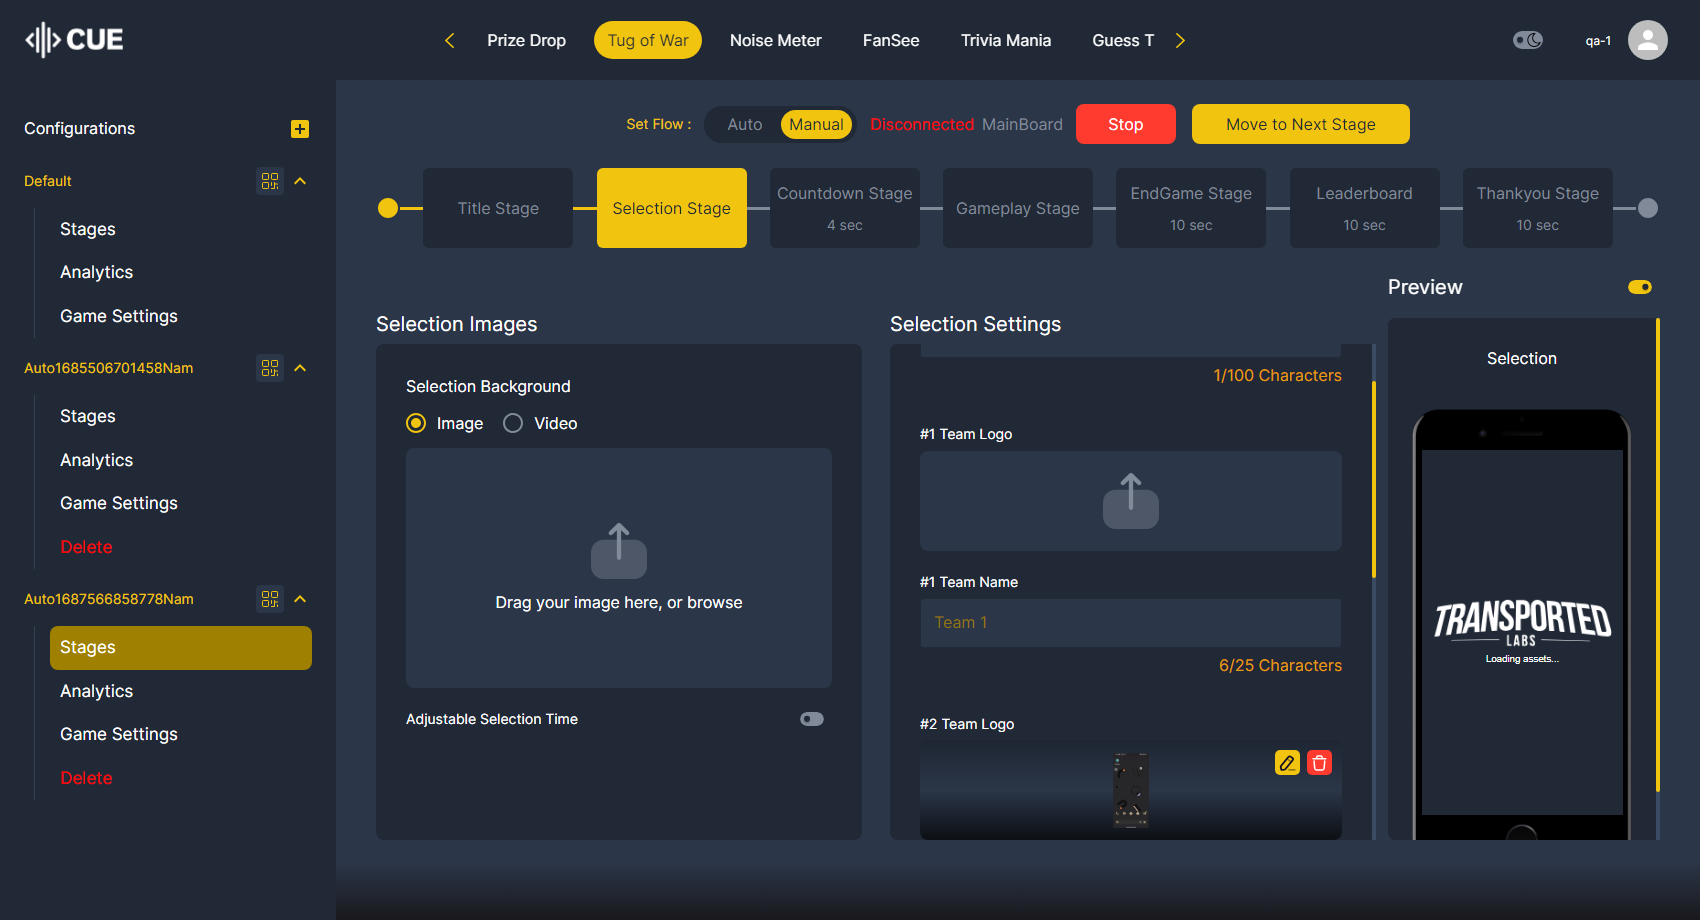 CUE
Prize Drop
Tug of War
Noise Meter
FanSee
Trivia Mania
Guess T
qa-1
Configurations
Default
Stages
Analytics
Game Settings
Auto1685506701458Nam
Stages
Analytics
Game Settings
Delete
Auto1687566858778Nam
Stages
Analytics
Game Settings
Delete
Set Flow :
Auto
Manual
Disconnected MainBoard
Stop
Move to Next Stage
Title Stage
Selection Stage
Countdown Stage
4 sec
Gameplay Stage
EndGame Stage
10 sec
Leaderboard
10 sec
Thankyou Stage
10 sec
Selection Images
Selection Background
Image
Video
Drag your image here, or browse
Adjustable Selection Time
Selection Settings
1/100 Characters
#1 Team Logo
#1 Team Name
Team 1
6/25 Characters
#2 Team Logo
Preview
Selection
TRANSPORTED
LABS
Loading assets...